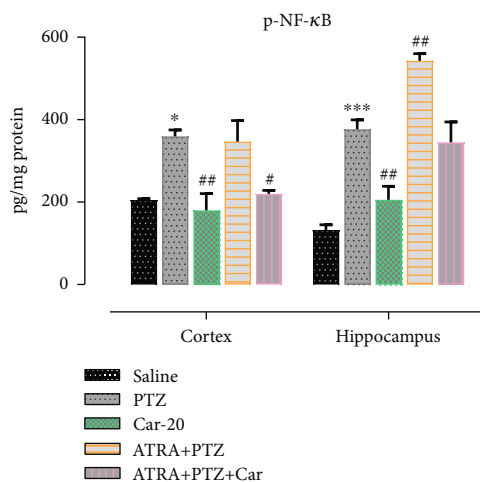 p-NF-κB
pg/mg protein
600
400
200
0
*
##
#
***
##
##
Cortex
Hippocampus
Saline
PTZ
Car-20
ATRA+PTZ
ATRA+PTZ+Car